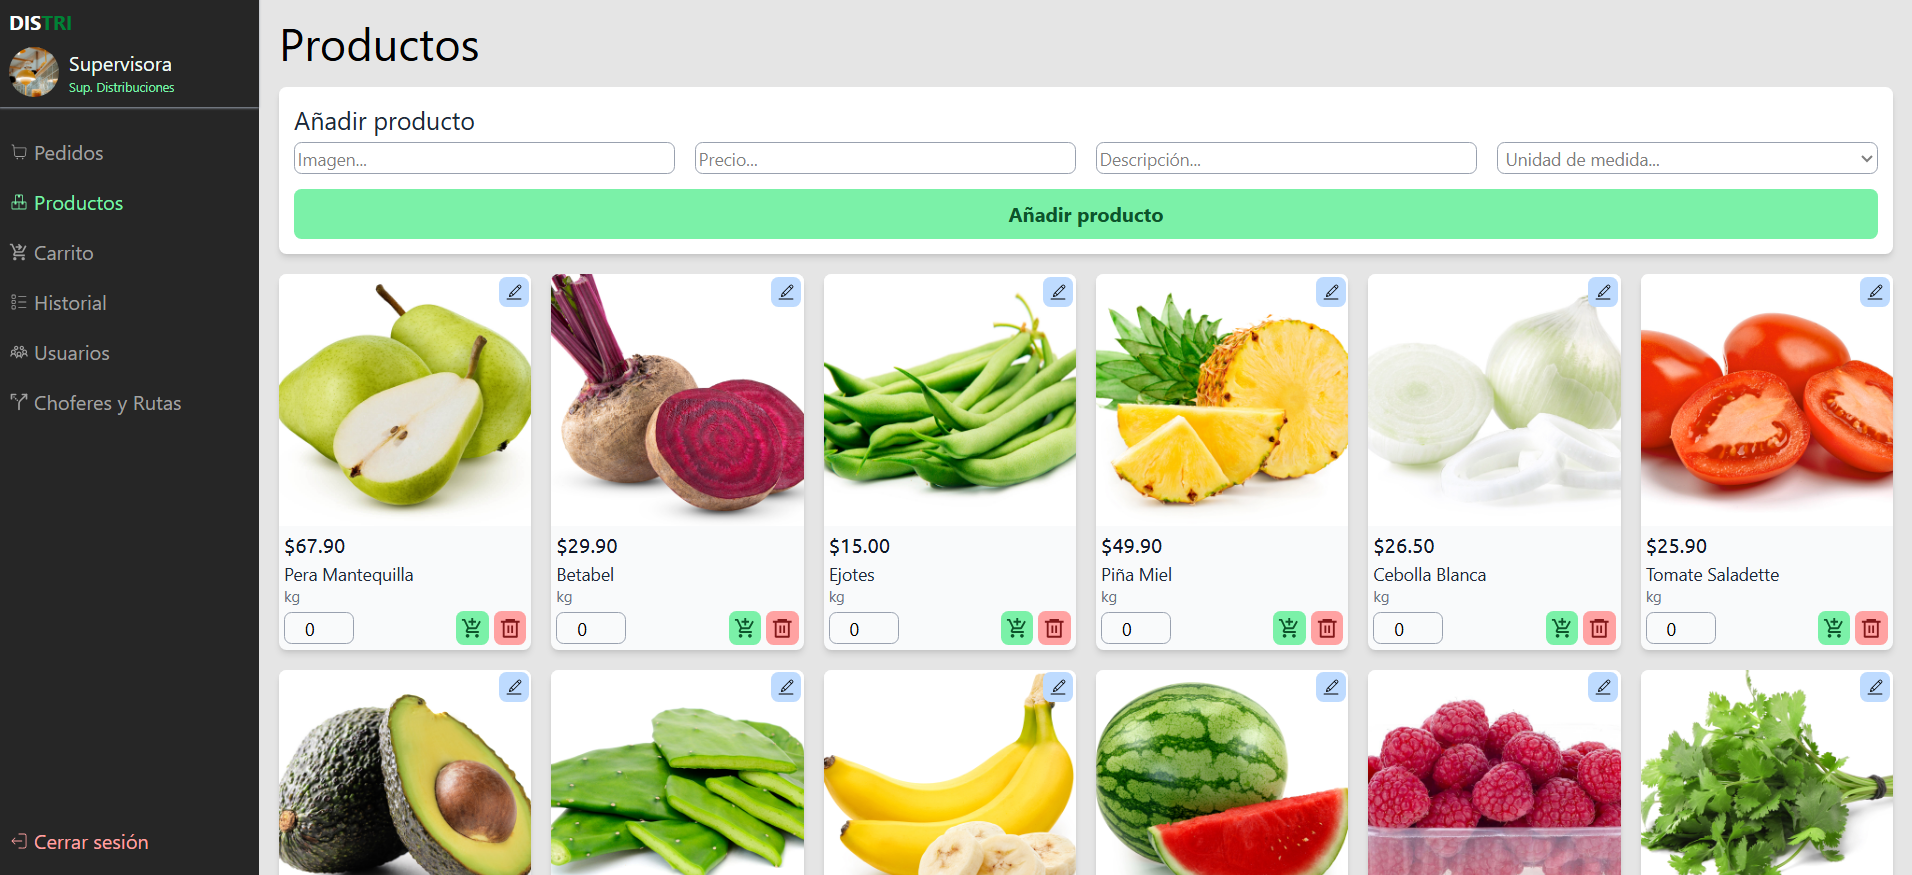 DISTRI
Supervisora
Sup. Distribuciones
Pedidos
Productos
Carrito
Historial
Usuarios
Choferes y Rutas
Cerrar sesión
Productos
Añadir producto
Imagen... Precio... Descripción... Unidad de medida...
Añadir producto
$67.90
Pera Mantequilla
kg
0
$29.90
Betabel
kg
0
$15.00
Ejotes
kg
0
$49.90
Piña Miel
kg
0
$26.50
Cebolla Blanca
kg
0
$25.90
Tomate Saladette
kg
0